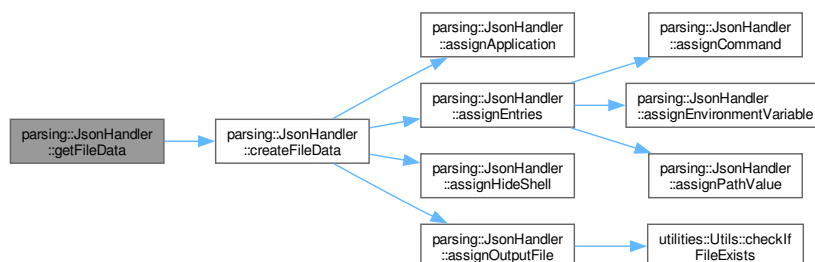 parsing::JsonHandler
::getFileData
parsing::JsonHandler
::createFileData
parsing::JsonHandler
::assignApplication
parsing::JsonHandler
::assignEntries
parsing::JsonHandler
::assignHideShell
parsing::JsonHandler
::assignOutputFile
parsing::JsonHandler
::assignCommand
parsing::JsonHandler
::assignEnvironmentVariable
parsing::JsonHandler
::assignPathValue
utilities::Utils::checkIf
FileExists